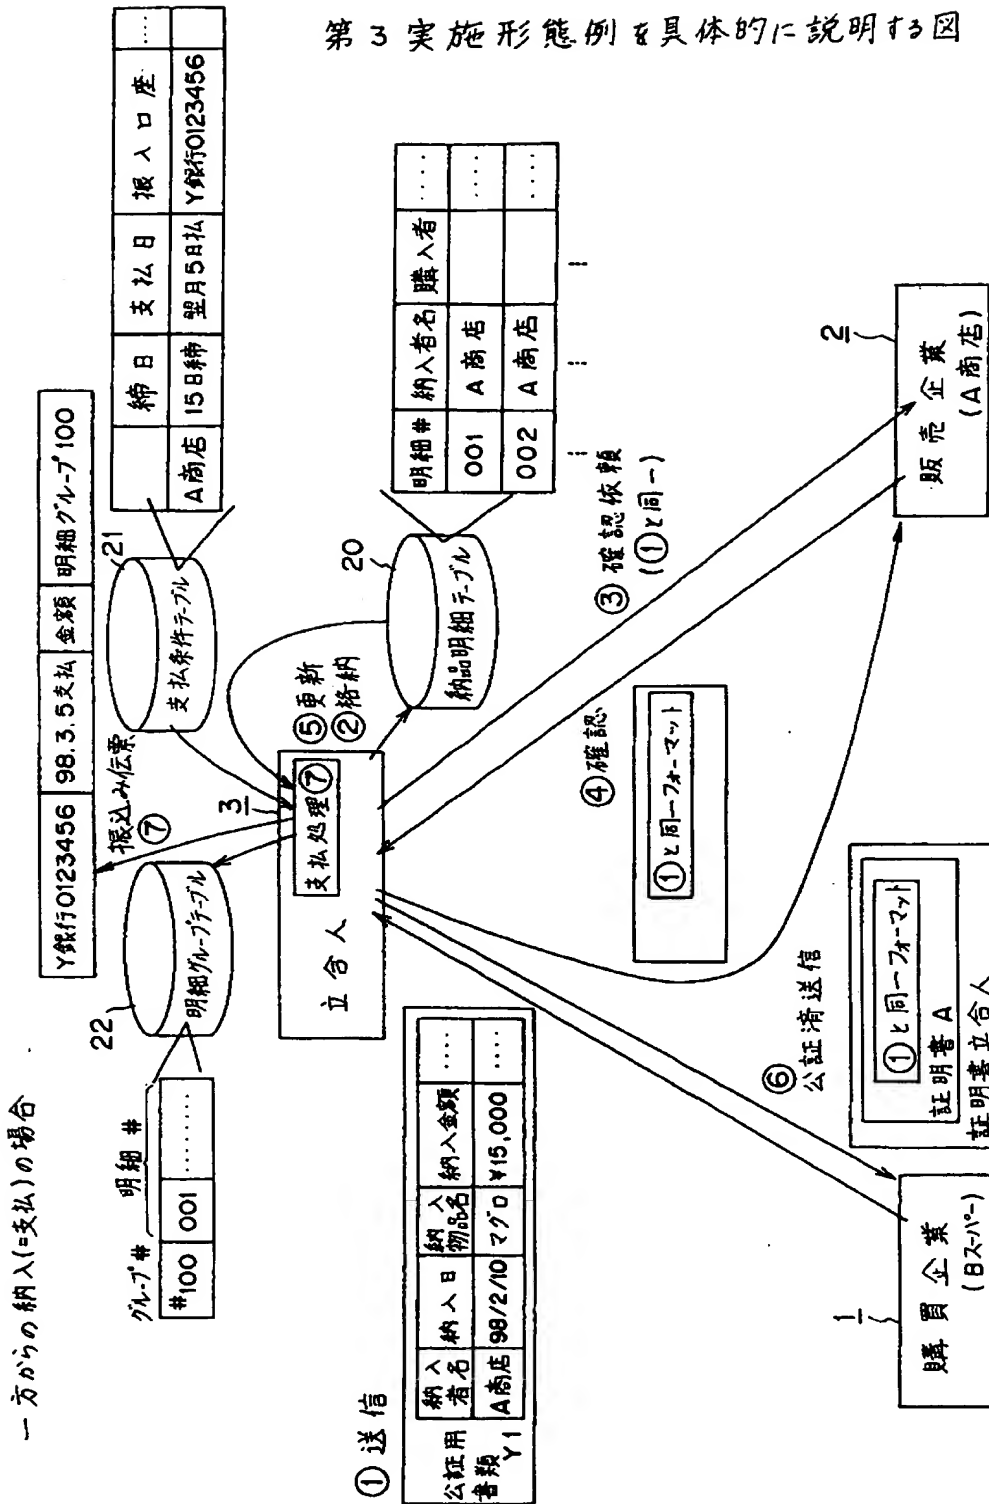 第3実施形態例を具体的に説明する図
一方からの納入(=支払)の場合
Y銀行0123456 98.3.5支払 金額 明細グループ100
締日 支払日 振入口座 ……
A商店 15日締 翌月5日払 Y銀行0123456
明細#
グループ#
#100 001 ………
22
明細グループテーブル
振込み伝票
⑦
21
支払条件テーブル
3
支払処理⑦
立合人
⑤更新
②格納
20
納品明細テーブル
明細# 納入者名 購入者 ……
001 A商店 ……
002 A商店 ……
⋮ ⋮ ⋮
①送信
公証用
書類
Y1
納入者名 納入日 納入物品名 納入金額 ……
A商店 98/2/10 マグロ ¥15,000 ……
④確認
①と同一フォーマット
③確認依頼
(①と同一)
⑥
公証済送信
①と同一フォーマット
証明書A
証明書立合人
1
購買企業
(Bスーパー)
2
販売企業
(A商店)